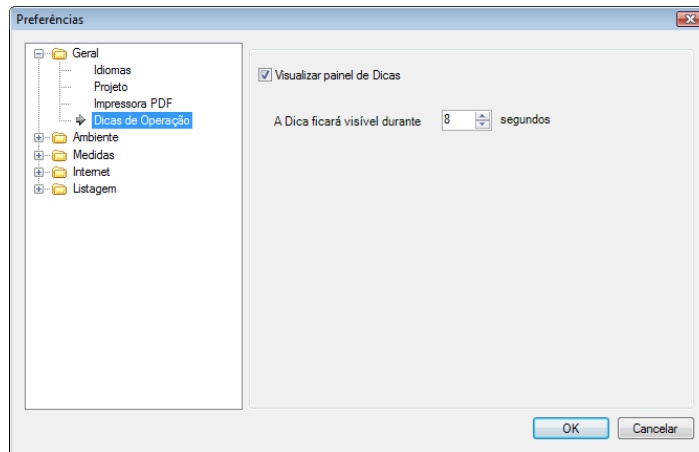 Preferências
Geral
Idiomas
Projeto
Impressora PDF
Dicas de Operação
Ambiente
Medidas
Internet
Listagem
Visualizar painel de Dicas
A Dica ficará visível durante 8 segundos
OK Cancelar